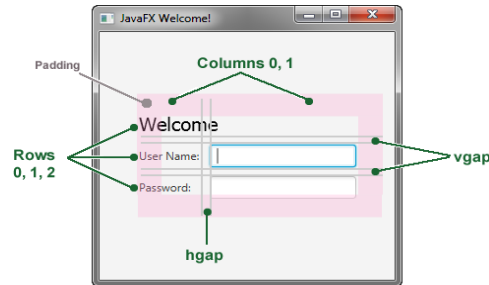 JavaFX Welcome!
Padding
Columns 0, 1
Welcome
Rows
0, 1, 2
User Name:
vgap
Password:
hgap